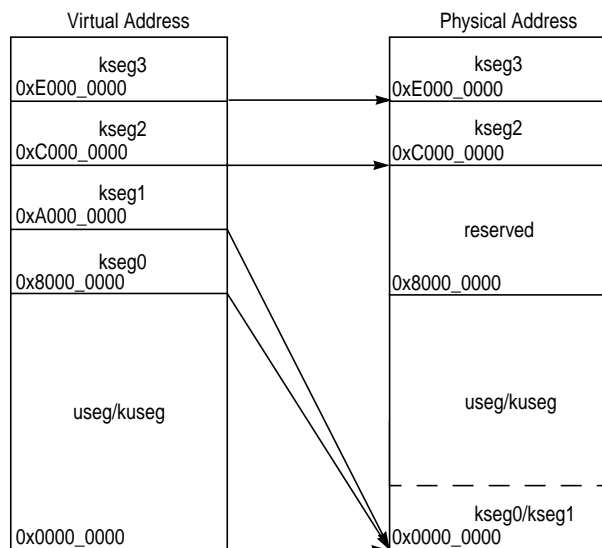 Virtual Address
kseg3
0xE000_0000
kseg2
0xC000_0000
kseg1
0xA000_0000
kseg0
0x8000_0000
useg/kuseg
0x0000_0000
Physical Address
kseg3
0xE000_0000
kseg2
0xC000_0000
reserved
0x8000_0000
useg/kuseg
kseg0/kseg1
0x0000_0000